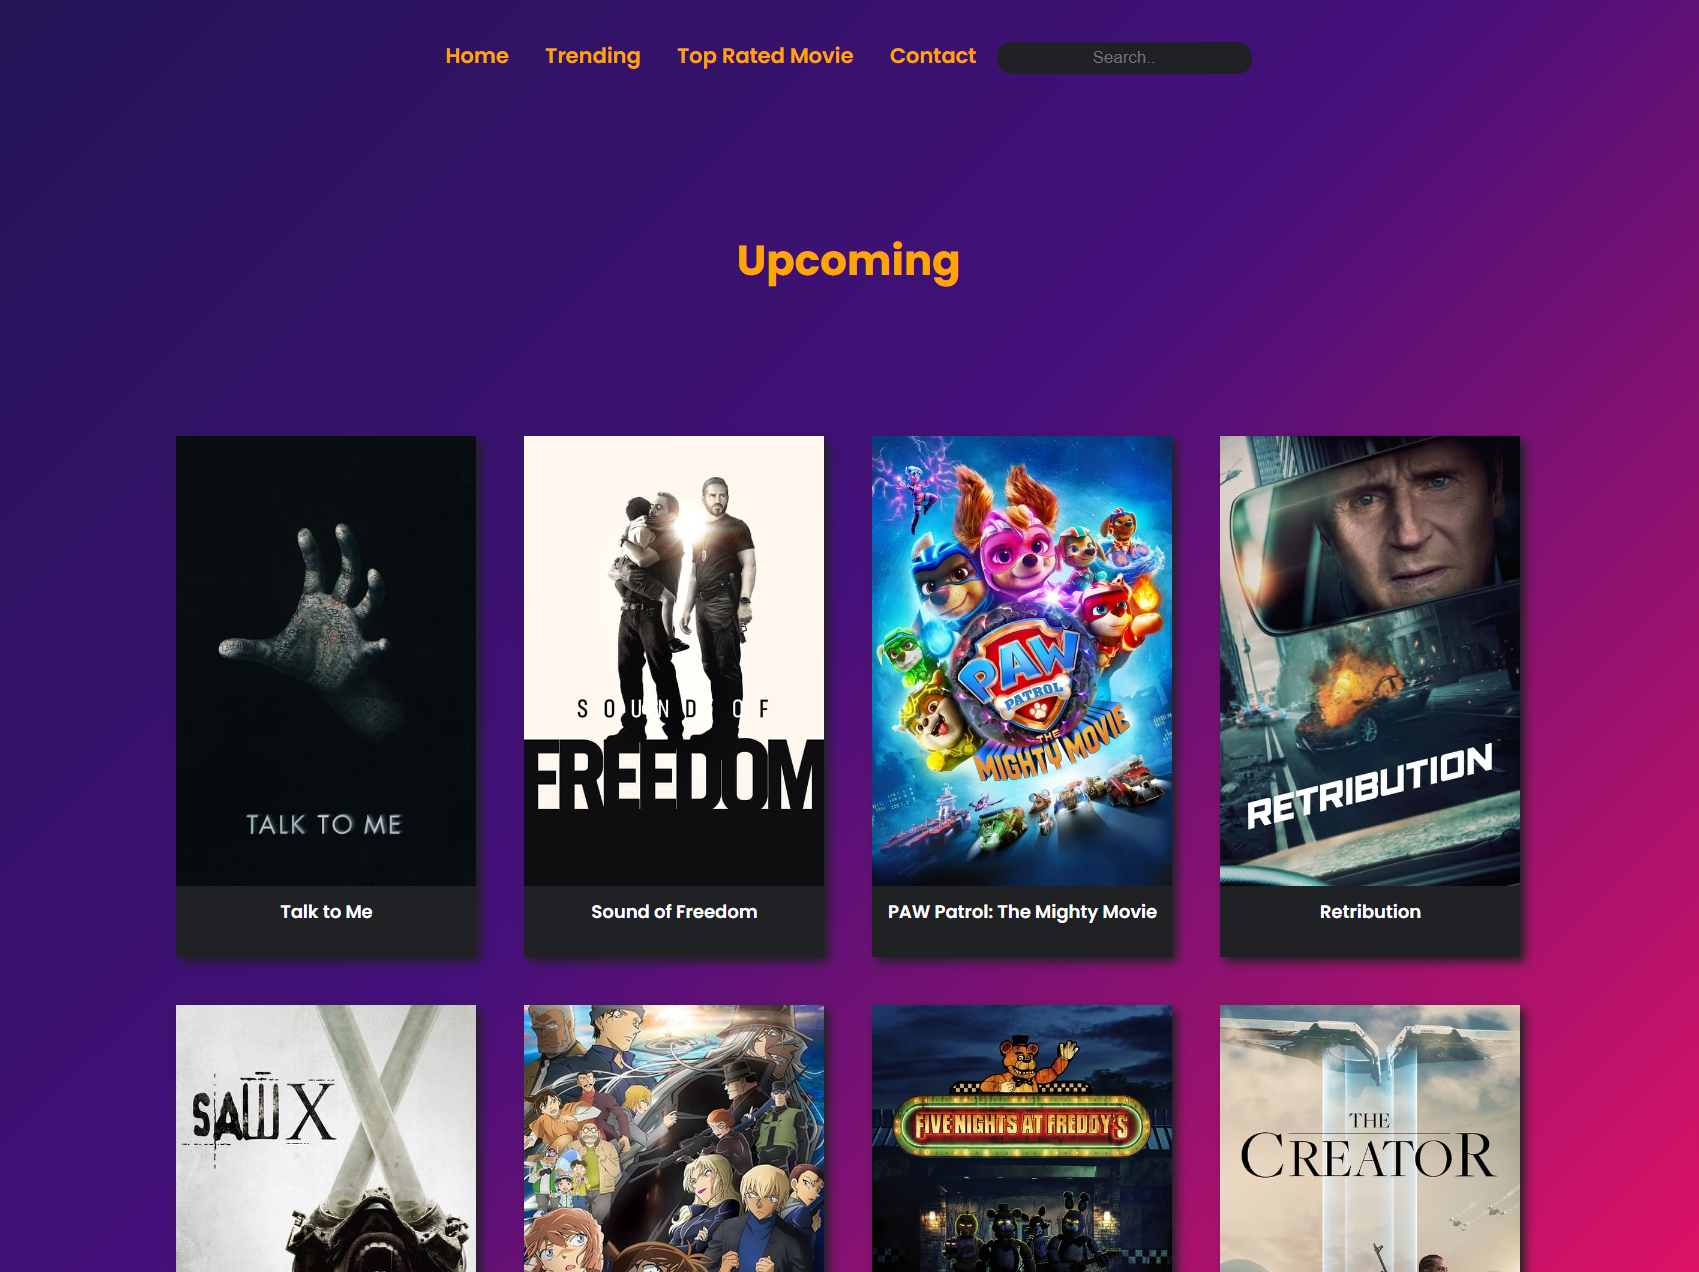 Home Trending Top Rated Movie Contact Search..
Upcoming
TALK TO ME
SOUND OF
FREEDOM
PAW
PATROL
THE
MIGHTY MOVIE
RETRIBUTION
Talk to Me
Sound of Freedom
PAW Patrol: The Mighty Movie
Retribution
SAW X
FIVE NIGHTS AT FREDDY'S
THE
CREATOR